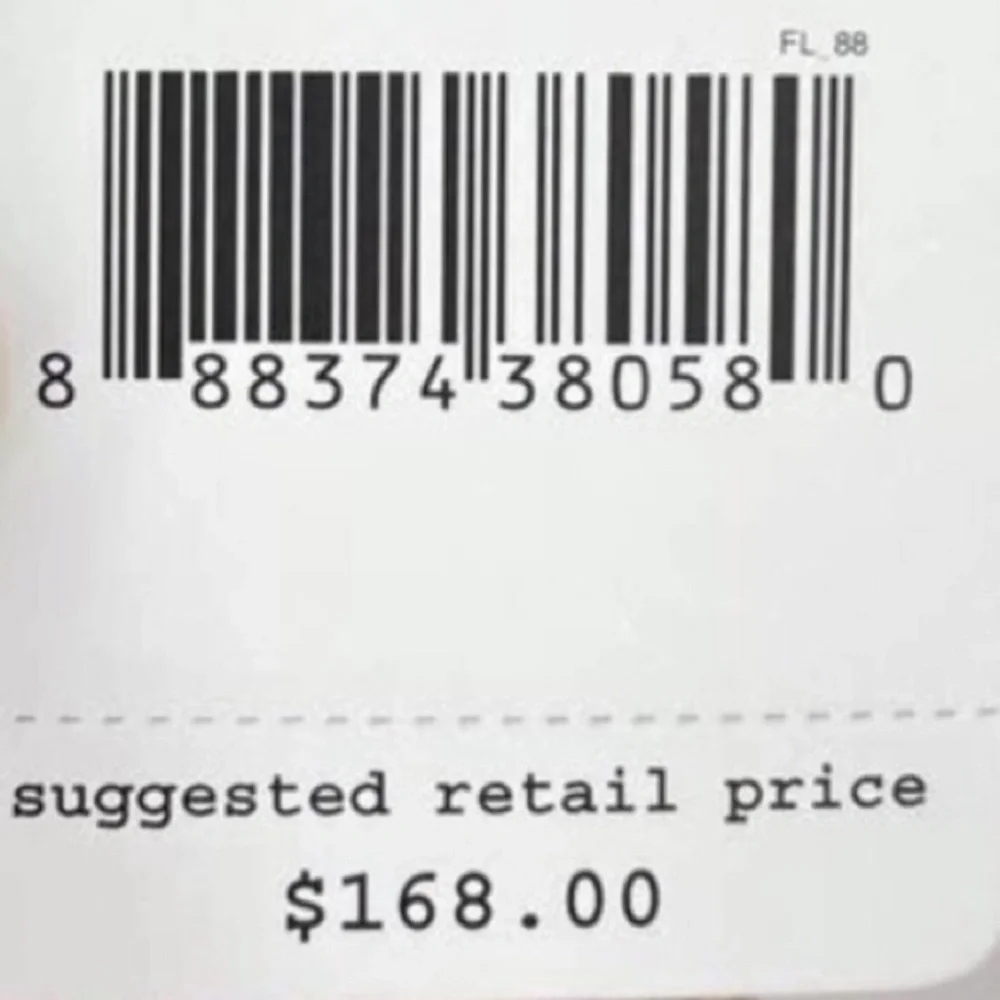 FL_88
8 88374 38058 0
suggested retail price
$168.00